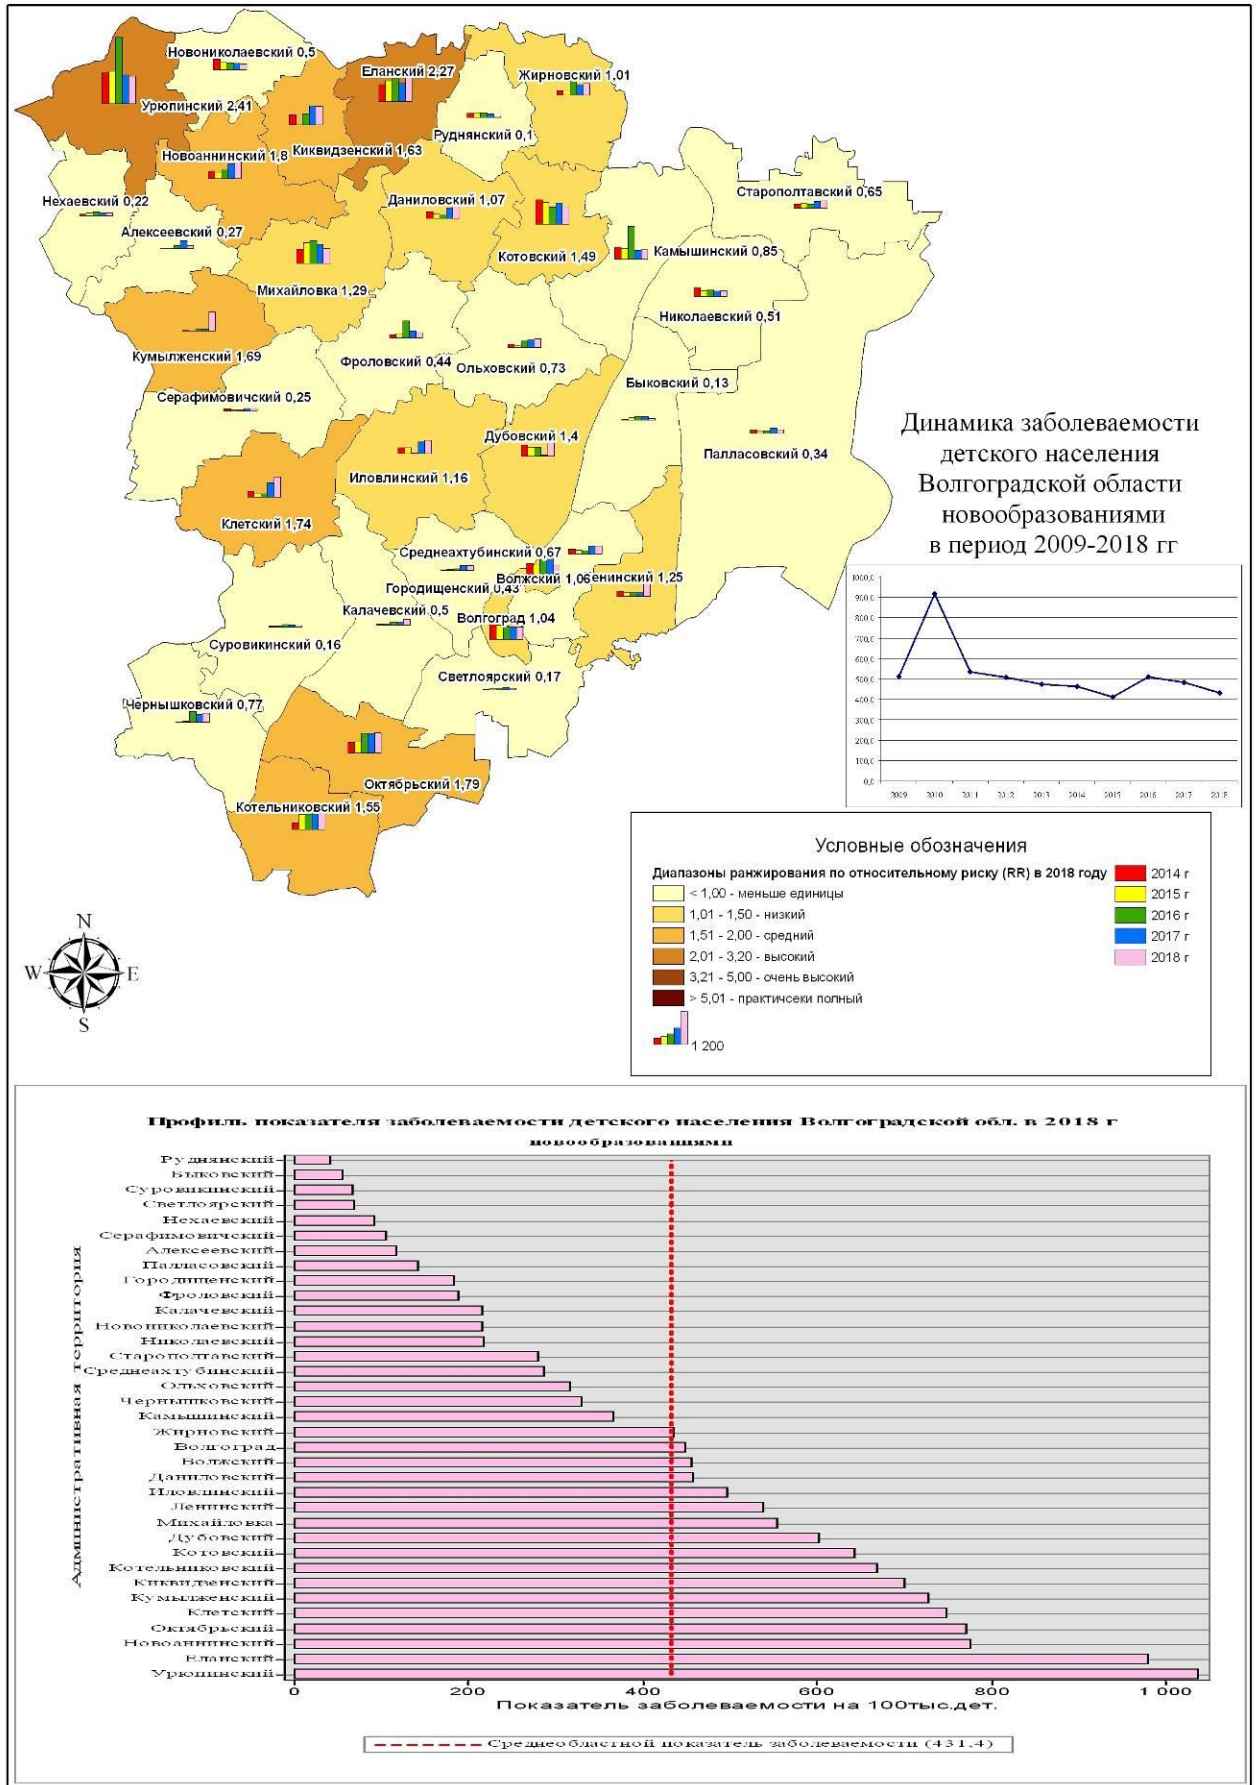 Новониколаевский 0,5
Еланский 2,27
Жирновский 1,01
Урюпинский 2,41
Руднянский 0,1
Киквидзенский 1,63
Новоаннинский 1,8
Старополтавский 0,65
Нехаевский 0,22
Даниловский 1,07
Алексеевский 0,27
Камышинский 0,85
Котовский 1,49
Михайловка 1,29
Николаевский 0,51
Кумылженский 1,69
Фроловский 0,44
Ольховский 0,73
Быковский 0,13
Серафимовичский 0,25
Дубовский 1,4
Палласовский 0,34
Иловлинский 1,16
Клетский 1,74
Среднеахтубинский 0,67
Волжский 1,06
енинский 1,25
Городищенский 0,43
Калачевский 0,5
Волгоград 1,04
Суровикинский 0,16
Светлоярский 0,17
Чернышковский 0,77
Октябрьский 1,79
Котельниковский 1,55
Динамика заболеваемости
детского населения
Волгоградской области
новообразованиями
в период 2009-2018 гг
1000,0
900,0
800,0
700,0
600,0
500,0
400,0
300,0
200,0
100,0
0,0
2009 2010 2011 2012 2013 2014 2015 2016 2017 2018
Условные обозначения
Диапазоны ранжирования по относительному риску (RR) в 2018 году
< 1,00 - меньше единицы
1,01 - 1,50 - низкий
1,51 - 2,00 - средний
2,01 - 3,20 - высокий
3,21 - 5,00 - очень высокий
> 5,01 - практичсеки полный
1 200
2014 г
2015 г
2016 г
2017 г
2018 г
N
W E
S
Профиль показателя заболеваемости детского населения Волгоградской обл. в 2018 г
новообразованиями
Административная территория
Руднянский
Быковский
Суровикинский
Светлоярский
Нехаевский
Серафимовичский
Алексеевский
Палласовский
Городищенский
Фроловский
Калачевский
Новониколаевский
Николаевский
Старополтавский
Среднеахтубинский
Ольховский
Чернышковский
Камышинский
Жирновский
Волгоград
Волжский
Даниловский
Иловлинский
Ленинский
Михайловка
Дубовский
Котовский
Котельниковский
Киквидзенский
Кумылженский
Клетский
Октябрьский
Новоаннинский
Еланский
Урюпинский
0 200 400 600 800 1 000
Показатель заболеваемости на 100тыс.дет.
Среднеобластной показатель заболеваемости (431,4)